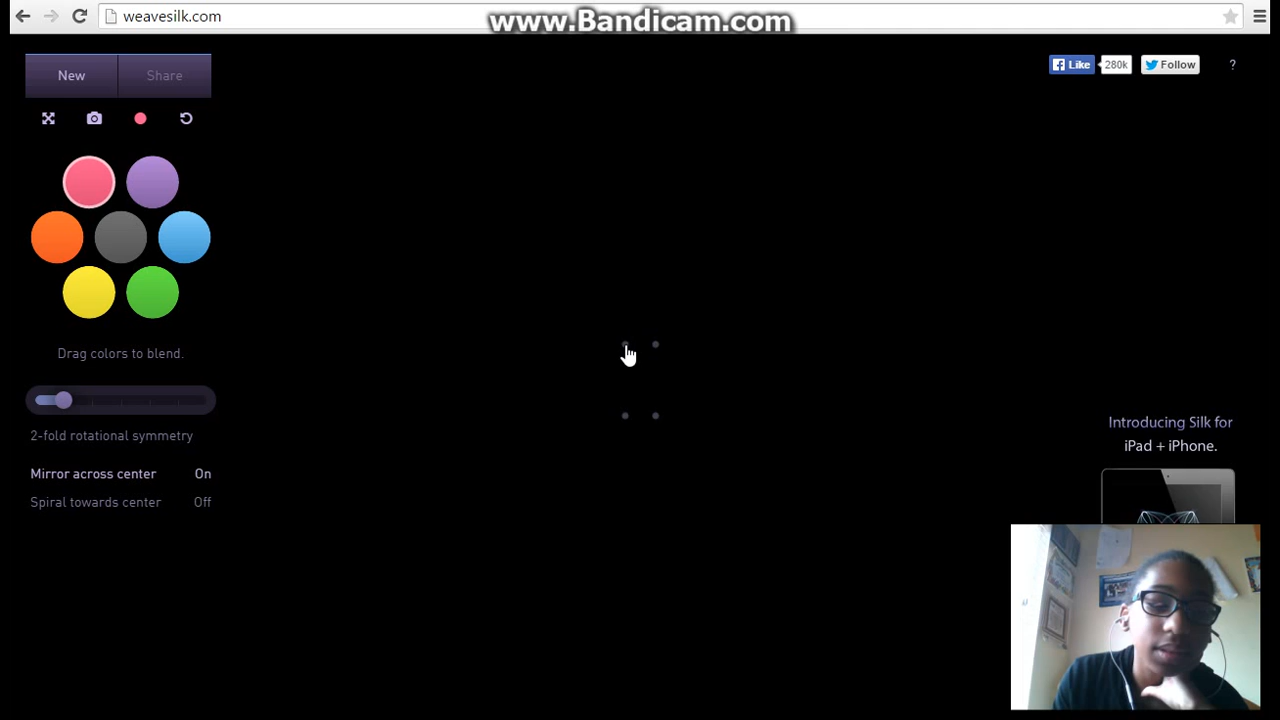 weavesilk.com
www.Bandicam.com
New
Share
Like
280k
Follow
?
Drag colors to blend.
2-fold rotational symmetry
Mirror across center On
Spiral towards center Off
Introducing Silk for
iPad + iPhone.